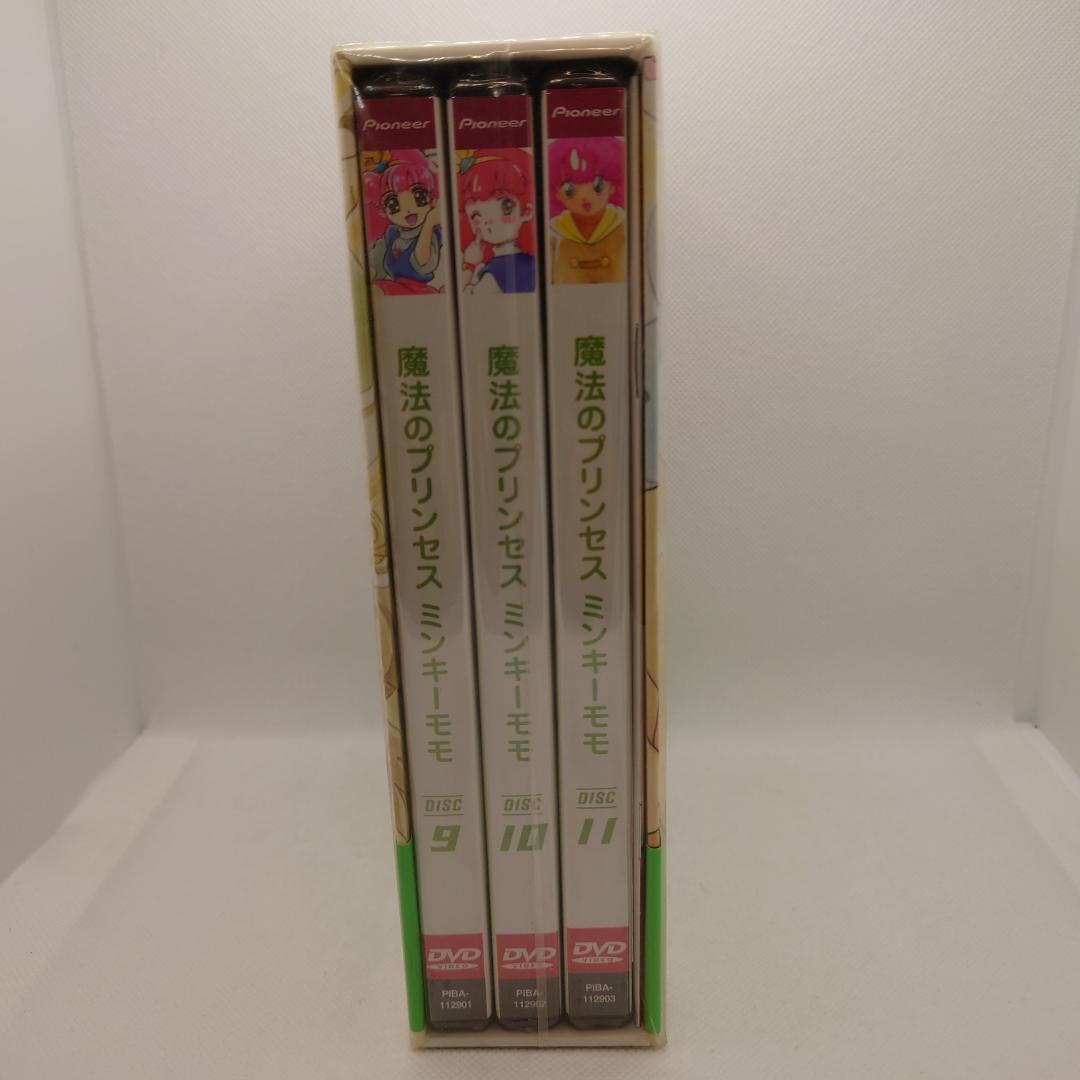 Pioneer
魔法のプリンセス ミンキーモモ
DISC
9
DVD
VIDEO
PIBA-
112901
Pioneer
魔法のプリンセス ミンキーモモ
DISC
10
DVD
VIDEO
PIBA-
112902
Pioneer
魔法のプリンセス ミンキーモモ
DISC
11
DVD
VIDEO
PIBA-
112903